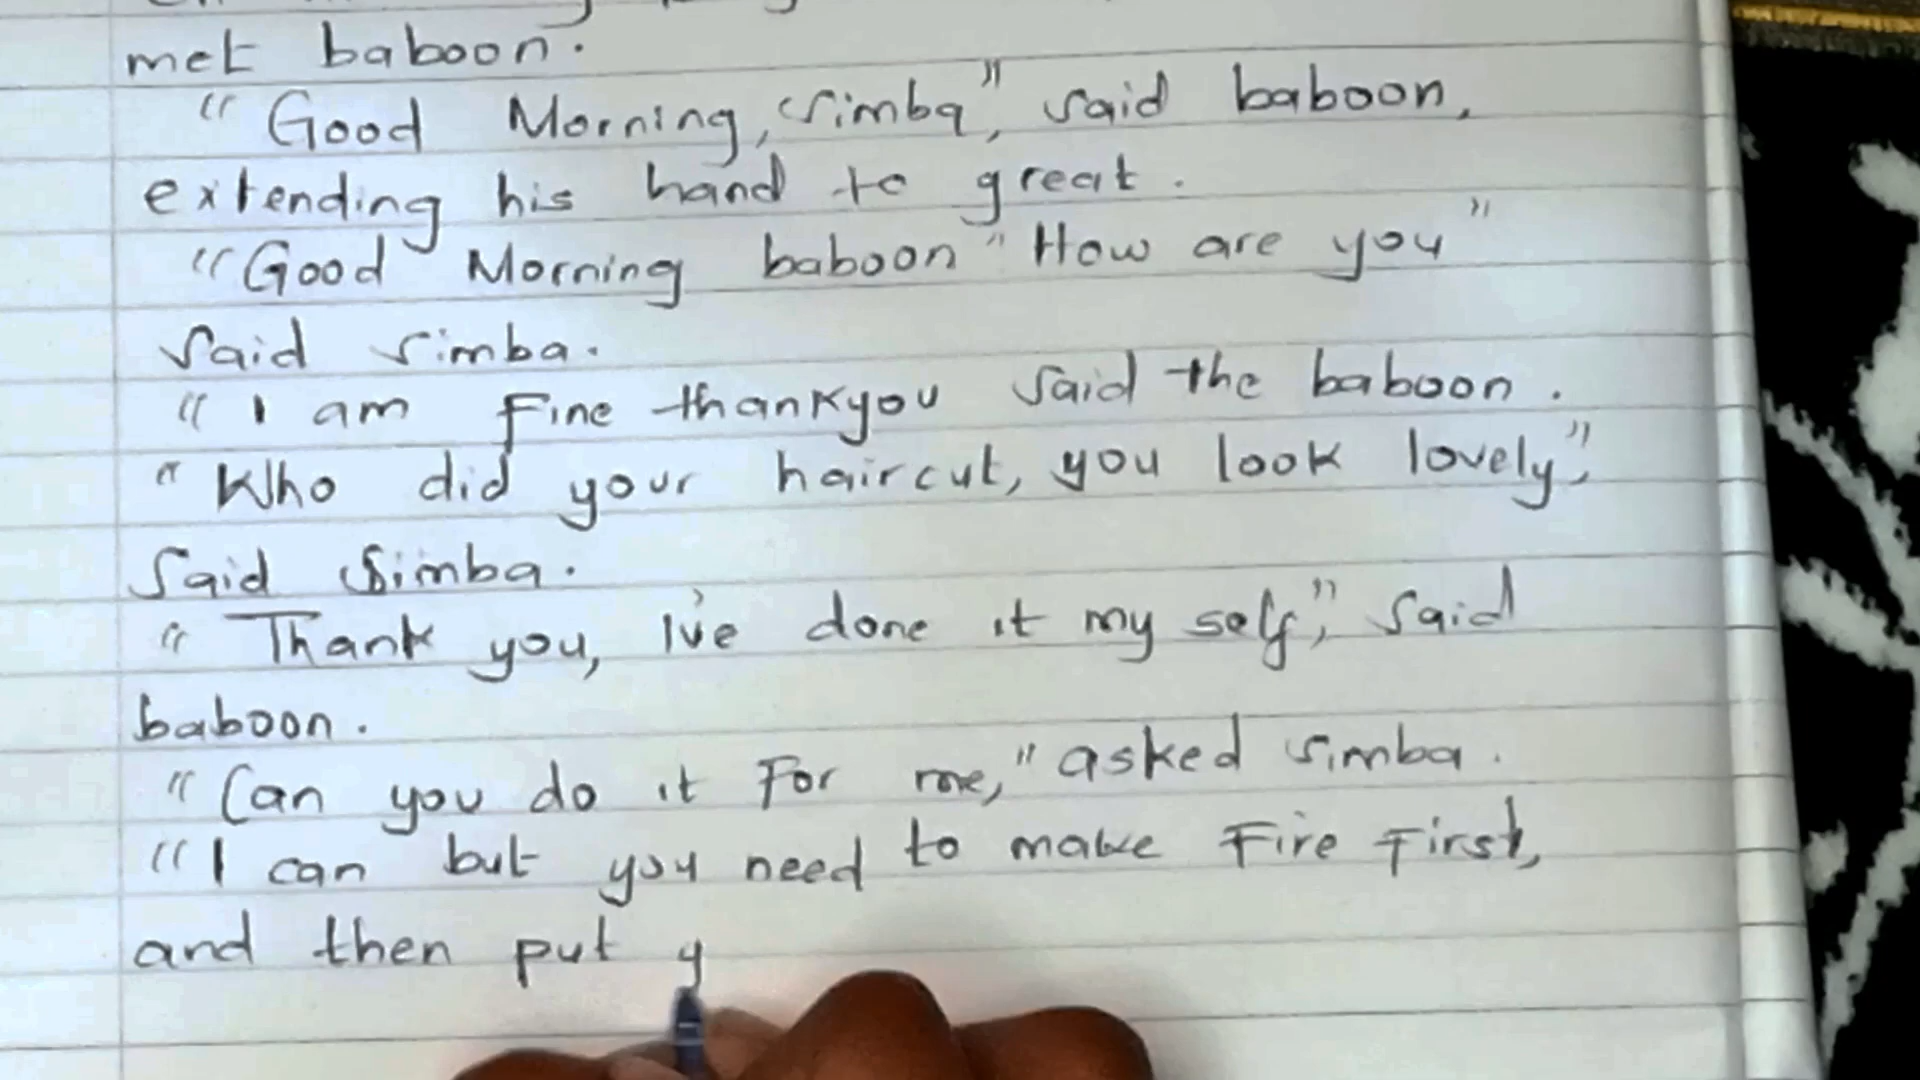 met baboon.
"Good Morning, Simba", said baboon,
extending his hand to great.
"Good Morning baboon" How are you"
Said Simba.
"I am Fine thankyou said the baboon.
"Who did your haircut, you look lovely",
Said Simba.
"Thank you, I've done it my self", Said
baboon.
"Can you do it For me," asked Simba.
"I can but you need to make Fire First,
and then put y